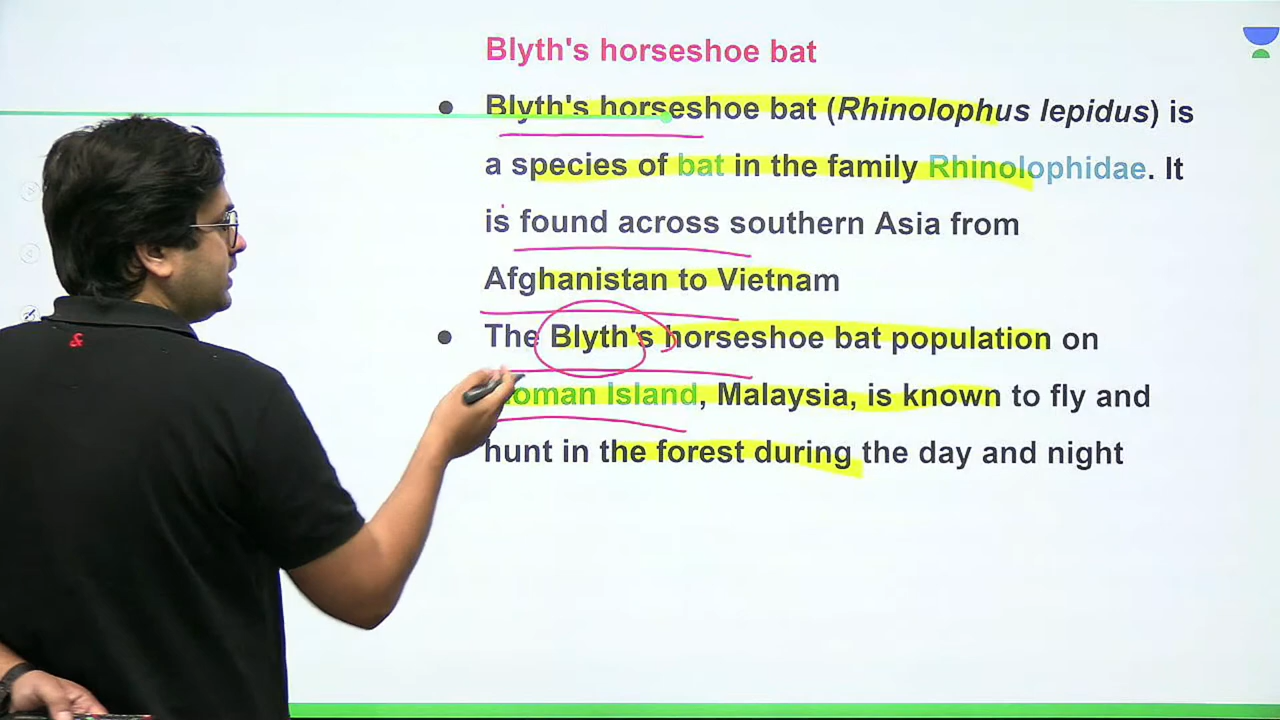 Blyth's horseshoe bat
● Blyth's horseshoe bat (Rhinolophus lepidus) is
a species of bat in the family Rhinolophidae. It
is found across southern Asia from
Afghanistan to Vietnam
● The Blyth's horseshoe bat population on
Island, Malaysia, is known to fly and
hunt in the forest during the day and night